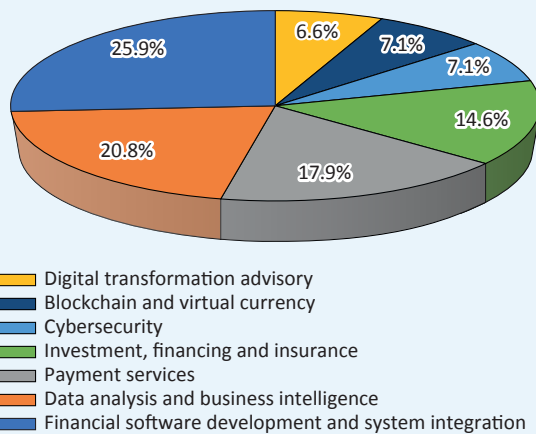 6.6%
25.9%
7.1%
7.1%
14.6%
20.8%
17.9%
Digital transformation advisory
Blockchain and virtual currency
Cybersecurity
Investment, financing and insurance
Payment services
Data analysis and business intelligence
Financial software development and system integration